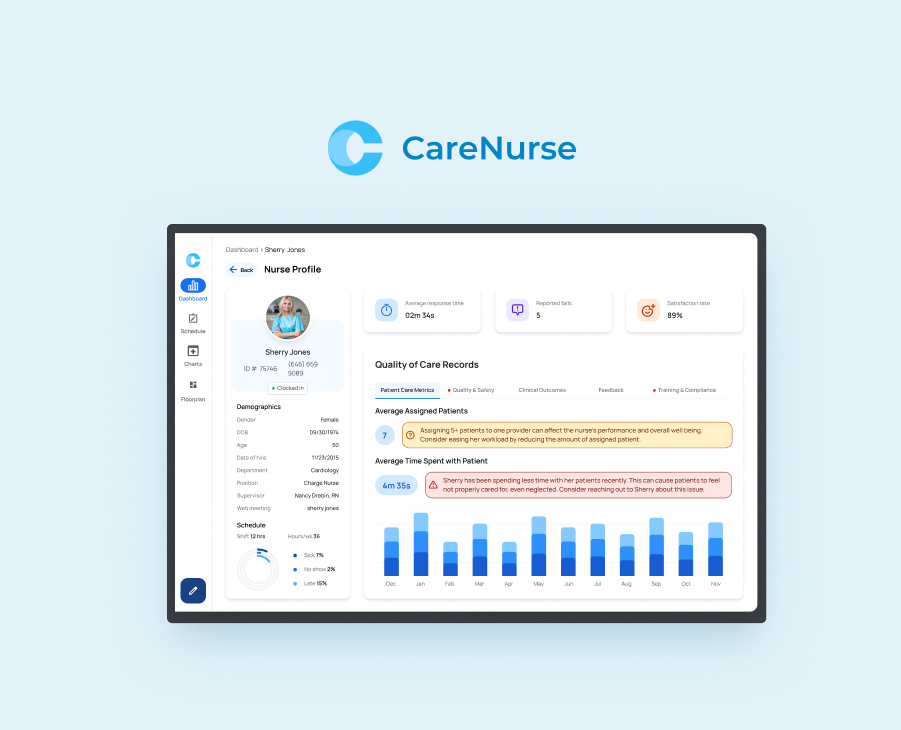 CareNurse
Dashboard › Sherry Jones
Back
Nurse Profile
Dashboard
Schedule
Charts
Floorplan
Sherry Jones
ID # 75746
(646) 659
9089
Clocked in
Demographics
Gender Female
DOB 09/30/1974
Age 50
Date of hire 11/23/2015
Department Cardiology
Position Charge Nurse
Supervisor Nancy Drebin, RN
Web meeting sherry.jones
Schedule
Shift 12 hrs Hours/wk 36
Sick 7%
No show 2%
Late 15%
Average response time
02m 34s
Reported falls
5
Satisfaction rate
89%
Quality of Care Records
Patient Care Metrics Quality & Safety Clinical Outcomes Feedback Training & Compliance
Average Assigned Patients
7
Assigning 5+ patients to one provider can affect the nurse's performance and overall well being.
Consider easing her workload by reducing the amount of assigned patient.
Average Time Spent with Patient
4m 35s
Sherry has been spending less time with her patients recently. This can cause patients to feel
not properly cared for, even neglected. Consider reaching out to Sherry about this issue.
Dec Jan Feb Mar Apr May Jun Jul Aug Sep Oct Nov